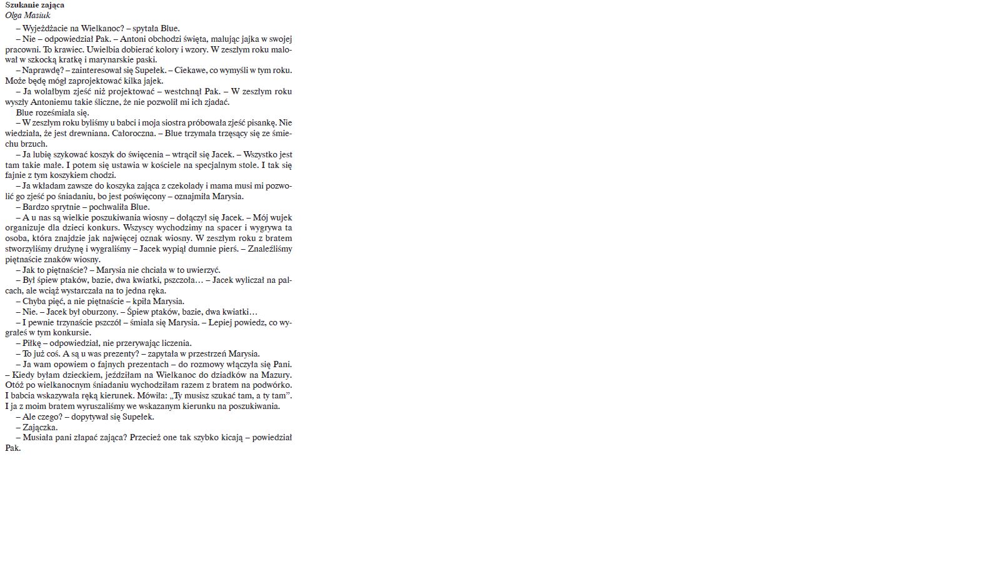 Szukanie zająca
Olga Masiuk
– Wyjeżdżacie na Wielkanoc? – spytała Blue.
– Nie – odpowiedział Pak. – Antoni obchodzi święta, malując jajka w swojej
pracowni. To krawiec. Uwielbia dobierać kolory i wzory. W zeszłym roku malo-
wał w szkocką kratkę i marynarskie paski.
– Naprawdę? – zainteresował się Supełek. – Ciekawe, co wymyśli w tym roku.
Może będę mógł zaprojektować kilka jajek.
– Ja wolałbym zjeść niż projektować – westchnął Pak. – W zeszłym roku
wyszły Antoniemu takie śliczne, że nie pozwolił mi ich zjadać.
Blue roześmiała się.
– W zeszłym roku byliśmy u babci i moja siostra próbowała zjeść pisankę. Nie
wiedziała, że jest drewniana. Całoroczna. – Blue trzymała trzęsący się ze śmie-
chu brzuch.
– Ja lubię szykować koszyk do święcenia – wtrącił się Jacek. – Wszystko jest
tam takie małe. I potem się ustawia w kościele na specjalnym stole. I tak się
fajnie z tym koszykiem chodzi.
– Ja wkładam zawsze do koszyka zająca z czekolady i mama musi mi pozwo-
lić go zjeść po śniadaniu, bo jest poświęcony – oznajmiła Marysia.
– Bardzo sprytnie – pochwaliła Blue.
– A u nas są wielkie poszukiwania wiosny – dołączył się Jacek. – Mój wujek
organizuje dla dzieci konkurs. Wszyscy wychodzimy na spacer i wygrywa ta
osoba, która znajdzie jak najwięcej oznak wiosny. W zeszłym roku z bratem
stworzyliśmy drużynę i wygraliśmy – Jacek wypiął dumnie pierś. – Znaleźliśmy
piętnaście znaków wiosny.
– Jak to piętnaście? – Marysia nie chciała w to uwierzyć.
– Był śpiew ptaków, bazie, dwa kwiatki, pszczoła… – Jacek wyliczał na pal-
cach, ale wciąż wystarczała na to jedna ręka.
– Chyba pięć, a nie piętnaście – kpiła Marysia.
– Nie. – Jacek był oburzony. – Śpiew ptaków, bazie, dwa kwiatki…
– I pewnie trzynaście pszczół – śmiała się Marysia. – Lepiej powiedz, co wy-
grałeś w tym konkursie.
– Piłkę – odpowiedział, nie przerywając liczenia.
– To już coś. A są u was prezenty? – zapytała w przestrzeń Marysia.
– Ja wam opowiem o fajnych prezentach – do rozmowy włączyła się Pani.
– Kiedy byłam dzieckiem, jeździłam na Wielkanoc do dziadków na Mazury.
Otóż po wielkanocnym śniadaniu wychodziłam razem z bratem na podwórko.
I babcia wskazywała ręką kierunek. Mówiła: „Ty musisz szukać tam, a ty tam”.
I ja z moim bratem wyruszaliśmy we wskazanym kierunku na poszukiwania.
– Ale czego? – dopytywał się Supełek.
– Zajączka.
– Musiała pani złapać zająca? Przecież one tak szybko kicają – powiedział
Pak.